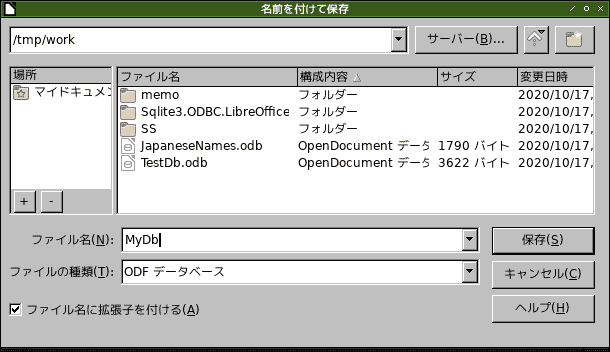 名前を付けて保存
/tmp/work
サーバー(B)...
場所
マイドキュメン
+ -
ファイル名 構成内容 サイズ 変更日時
memo フォルダー 2020/10/17,
Sqlite3.ODBC.LibreOffice フォルダー 2020/10/17,
SS フォルダー 2020/10/17,
JapaneseNames.odb OpenDocument データ 1790 バイト 2020/10/17,
TestDb.odb OpenDocument データ 3622 バイト 2020/10/17,
ファイル名(N): MyDb 保存(S)
ファイルの種類(T): ODF データベース キャンセル(C)
ファイル名に拡張子を付ける(A) ヘルプ(H)